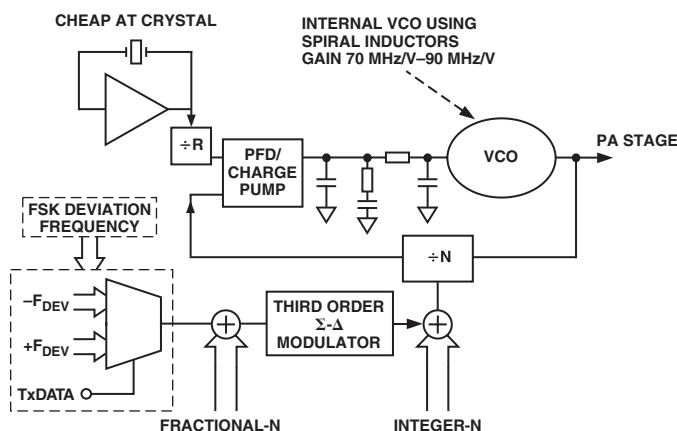 CHEAP AT CRYSTAL
INTERNAL VCO USING
SPIRAL INDUCTORS
GAIN 70 MHz/V–90 MHz/V
÷R
PFD/
CHARGE
PUMP
VCO
PA STAGE
FSK DEVIATION
FREQUENCY
÷N
–FDEV
+FDEV
TxDATA
THIRD ORDER
Σ-Δ
MODULATOR
FRACTIONAL-N
INTEGER-N